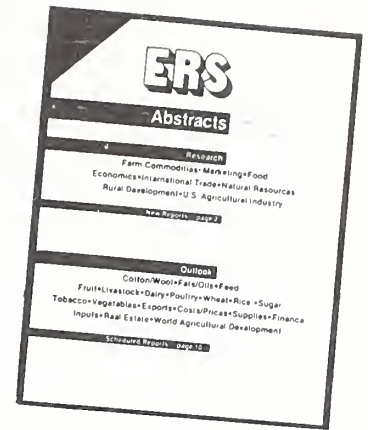 ERS
Abstracts
Research
Farm Commodities•Marketing•Food
Economics•International Trade•Natural Resources
Rural Development•U.S. Agricultural Industry
New Reports page 2
Outlook
Cotton/Wool•Fats/Oils•Feed
Fruit•Livestock•Dairy•Poultry•Wheat•Rice•Sugar
Tobacco•Vegetables•Exports•Costs/Prices•Supplies•Finance
Inputs•Real Estate•World Agricultural Development
Scheduled Reports page 10